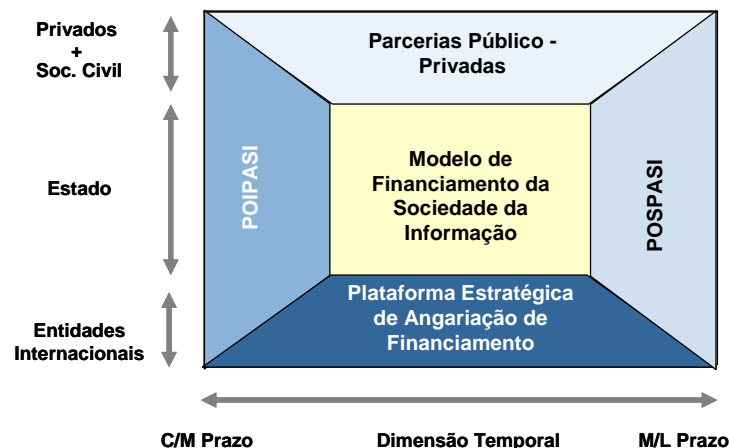 Privados
+
Soc. Civil
Parcerias Público -
Privadas
Estado
POIPASI
Modelo de
Financiamento da
Sociedade da
Informação
POSPASI
Plataforma Estratégica
de Angariação de
Financiamento
Entidades
Internacionais
C/M Prazo
Dimensão Temporal
M/L Prazo